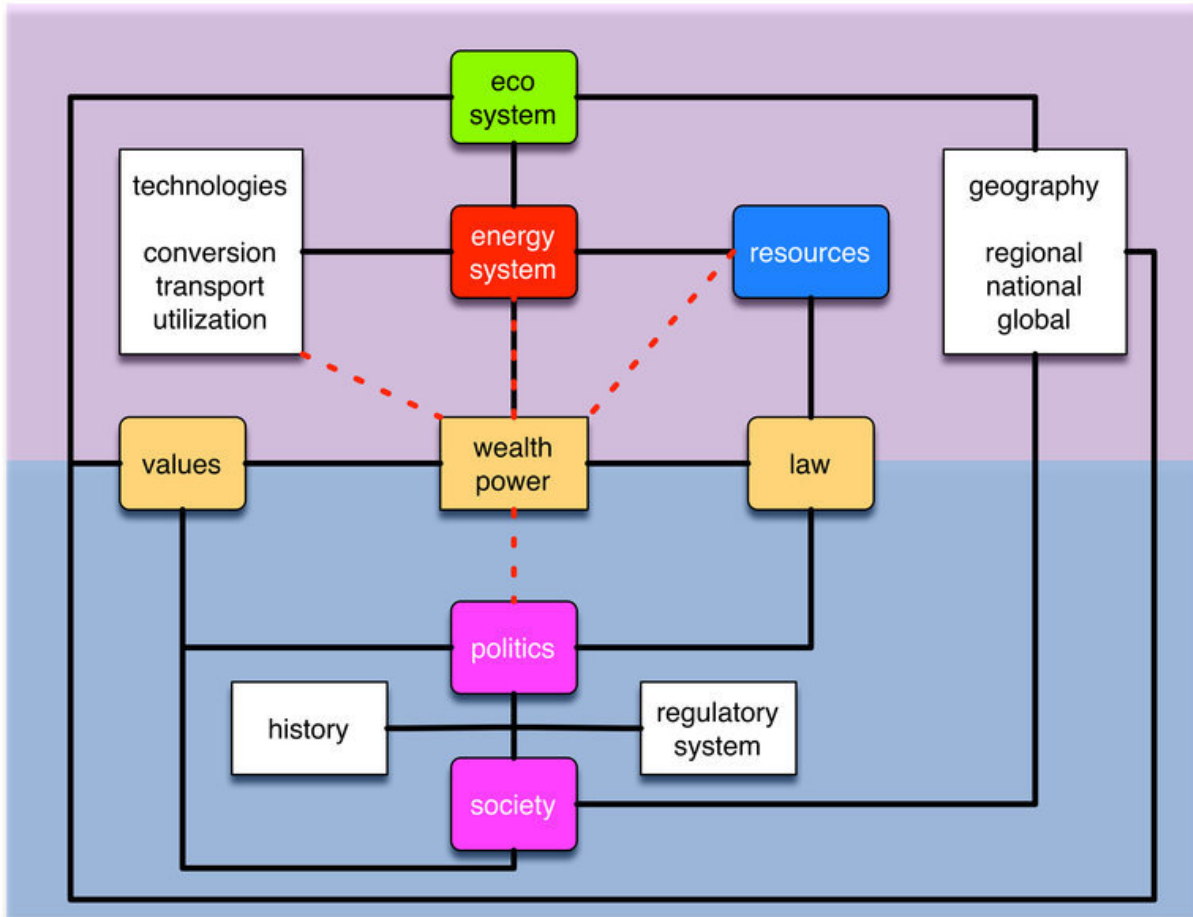 eco
system
technologies
conversion
transport
utilization
energy
system
resources
geography
regional
national
global
values
wealth
power
law
politics
history
regulatory
system
society